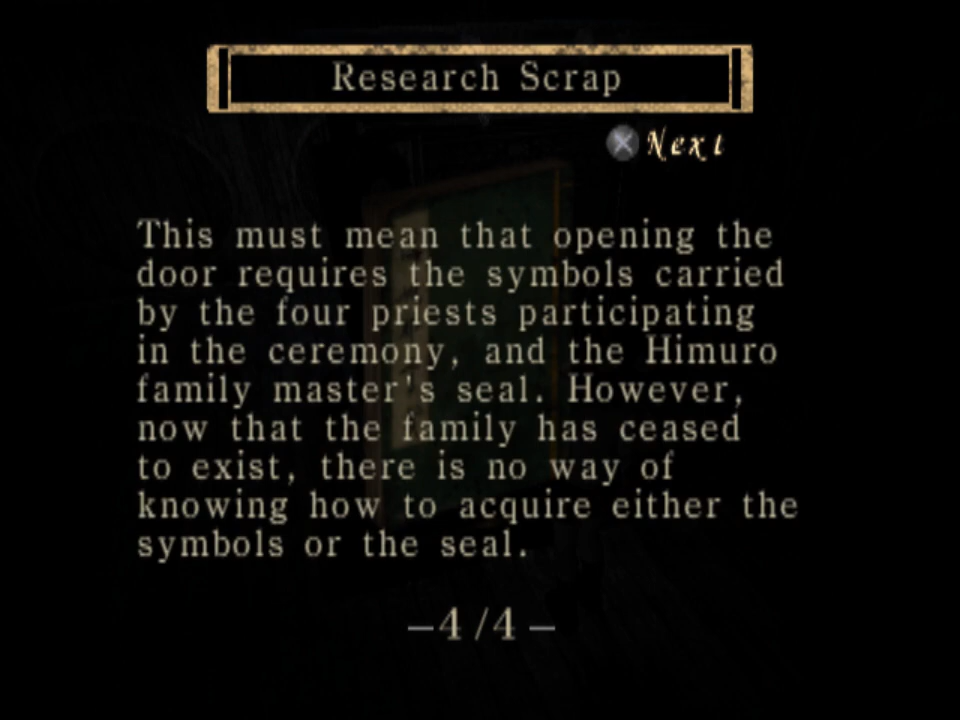 Research Scrap
Next
This must mean that opening the
door requires the symbols carried
by the four priests participating
in the ceremony, and the Himuro
family master's seal. However,
now that the family has ceased
to exist, there is no way of
knowing how to acquire either the
symbols or the seal.
–4/4–